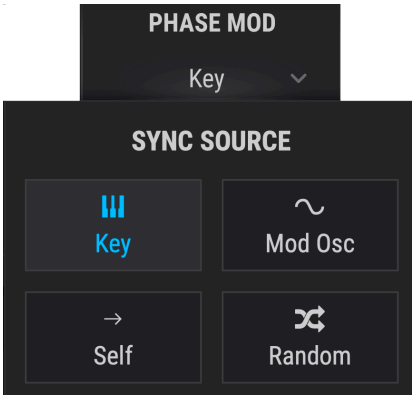 PHASE MOD
Key
SYNC SOURCE
Key
Mod Osc
Self
Random